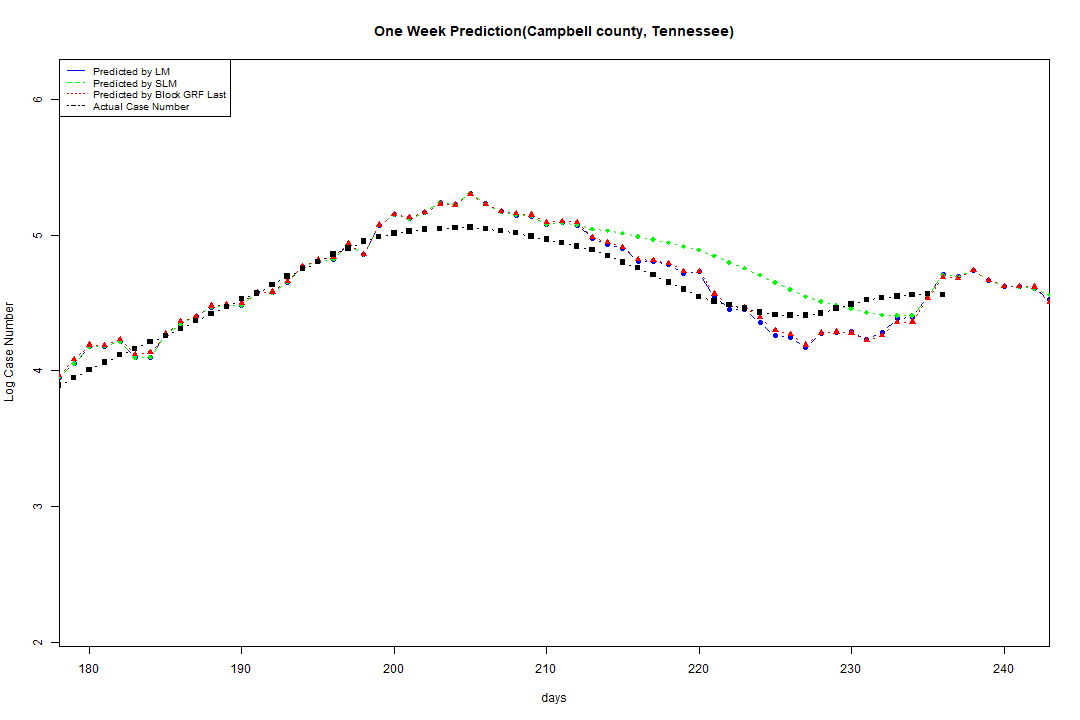 One Week Prediction(Campbell county, Tennessee)
Predicted by LM
Predicted by SLM
Predicted by Block GRF Last
Actual Case Number
Log Case Number
6
5
4
3
2
180 190 200 210 220 230 240
days